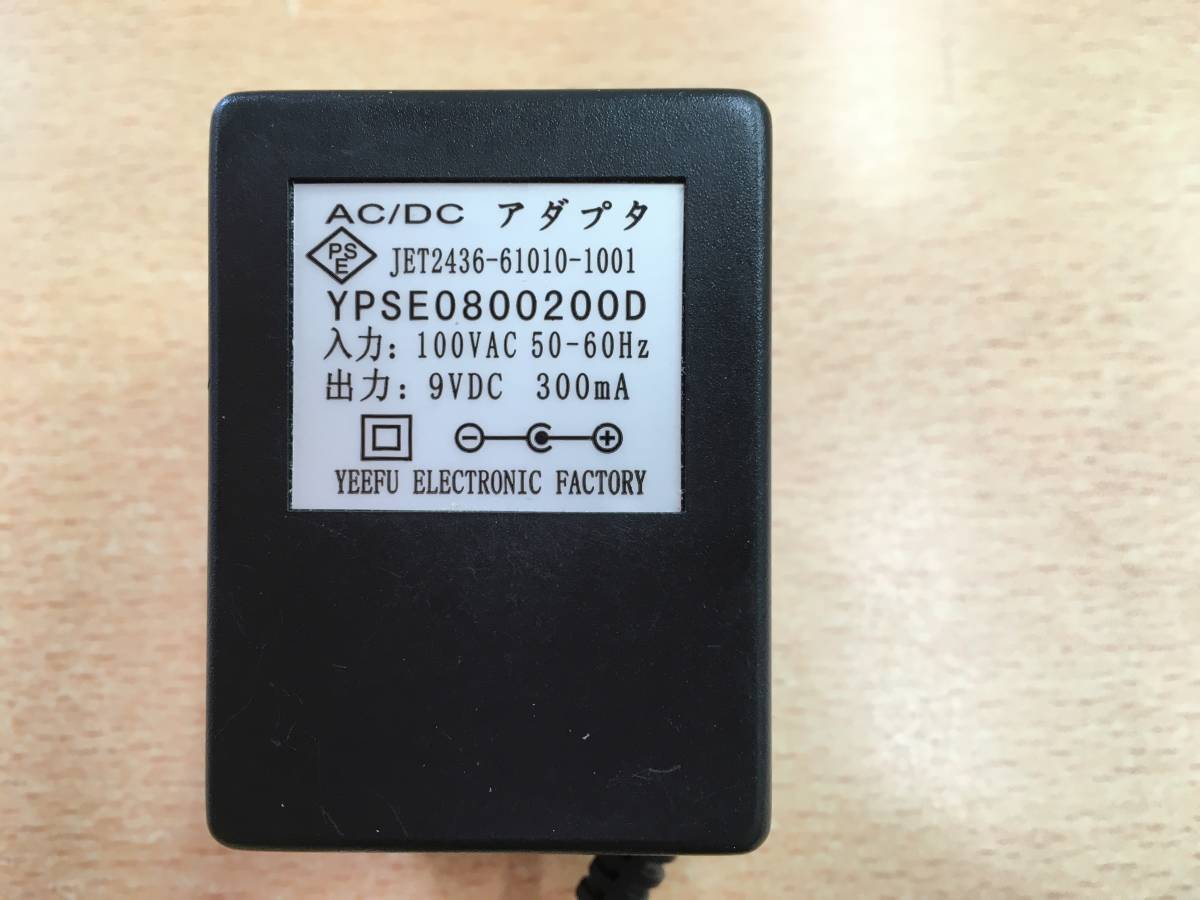 AC/DC アダプタ
PSE JET2436-61010-1001
YPSE0800200D
入力: 100VAC 50-60Hz
出力: 9VDC 300mA
YEEFU ELECTRONIC FACTORY